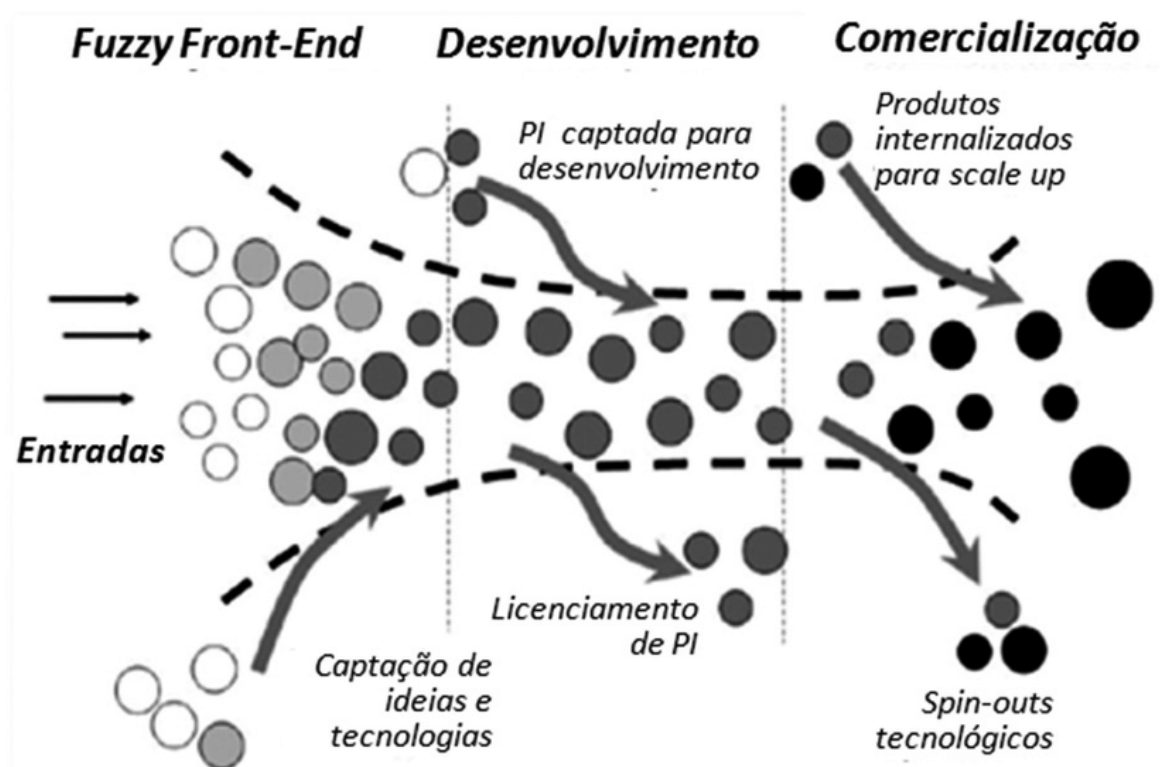 Fuzzy Front-End
Desenvolvimento
Comercialização
PI captada para
desenvolvimento
Produtos
internalizados
para scale up
Entradas
Licenciamento
de PI
Captação de
ideias e
tecnologias
Spin-outs
tecnológicos